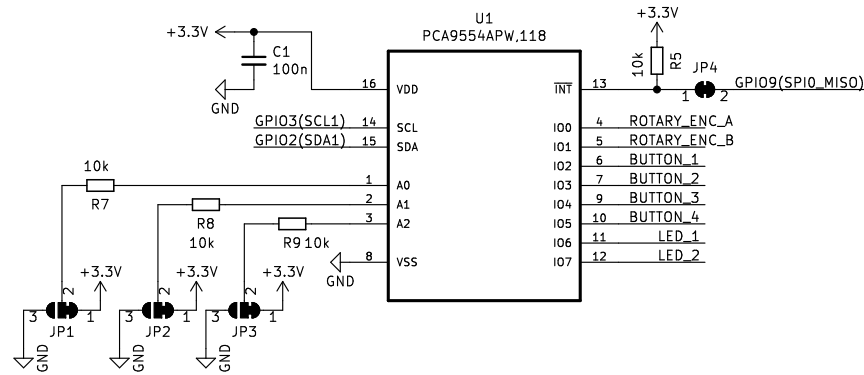 +3.3V
U1
PCA9554APW,118
+3.3V
C1
100n
GND
10k
R5
JP4
1 2
GPIO9(SPI0_MISO)
16 VDD
INT 13
GPIO3(SCL1) 14 SCL
GPIO2(SDA1) 15 SDA
IO0 4 ROTARY_ENC_A
IO1 5 ROTARY_ENC_B
IO2 6 BUTTON_1
IO3 7 BUTTON_2
IO4 9 BUTTON_3
IO5 10 BUTTON_4
IO6 11 LED_1
IO7 12 LED_2
10k
R7
1 A0
R8
10k
2 A1
R9 10k
3 A2
8 VSS
GND
+3.3V
+3.3V
+3.3V
3 2 1
JP1
GND
3 2 1
JP2
GND
3 2 1
JP3
GND